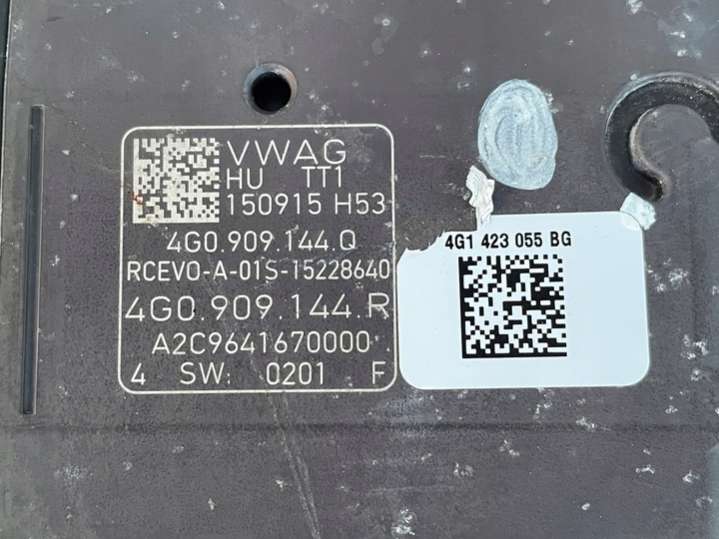 VWAG
HU TT1
150915 H53
4G0.909.144.Q
RCEVO-A-01S-15228640
4G0.909.144.R
A2C9641670000
4 SW: 0201 F
4G1 423 055 BG